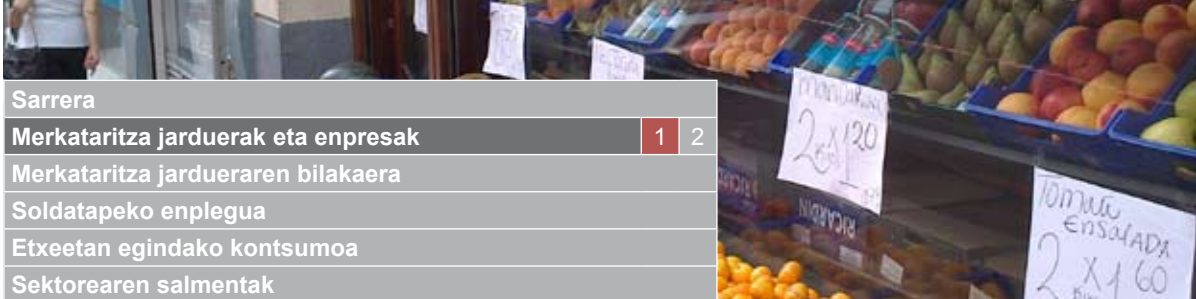 Sarrera
Merkataritza jarduerak eta enpresak 1 2
Merkataritza jardueraren bilakaera
Soldatapeko enplegua
Etxeetan egindako kontsumoa
Sektorearen salmentak
2 X 1'20
RICARDIN
Tomate
ENSALADA
2 X 1'60